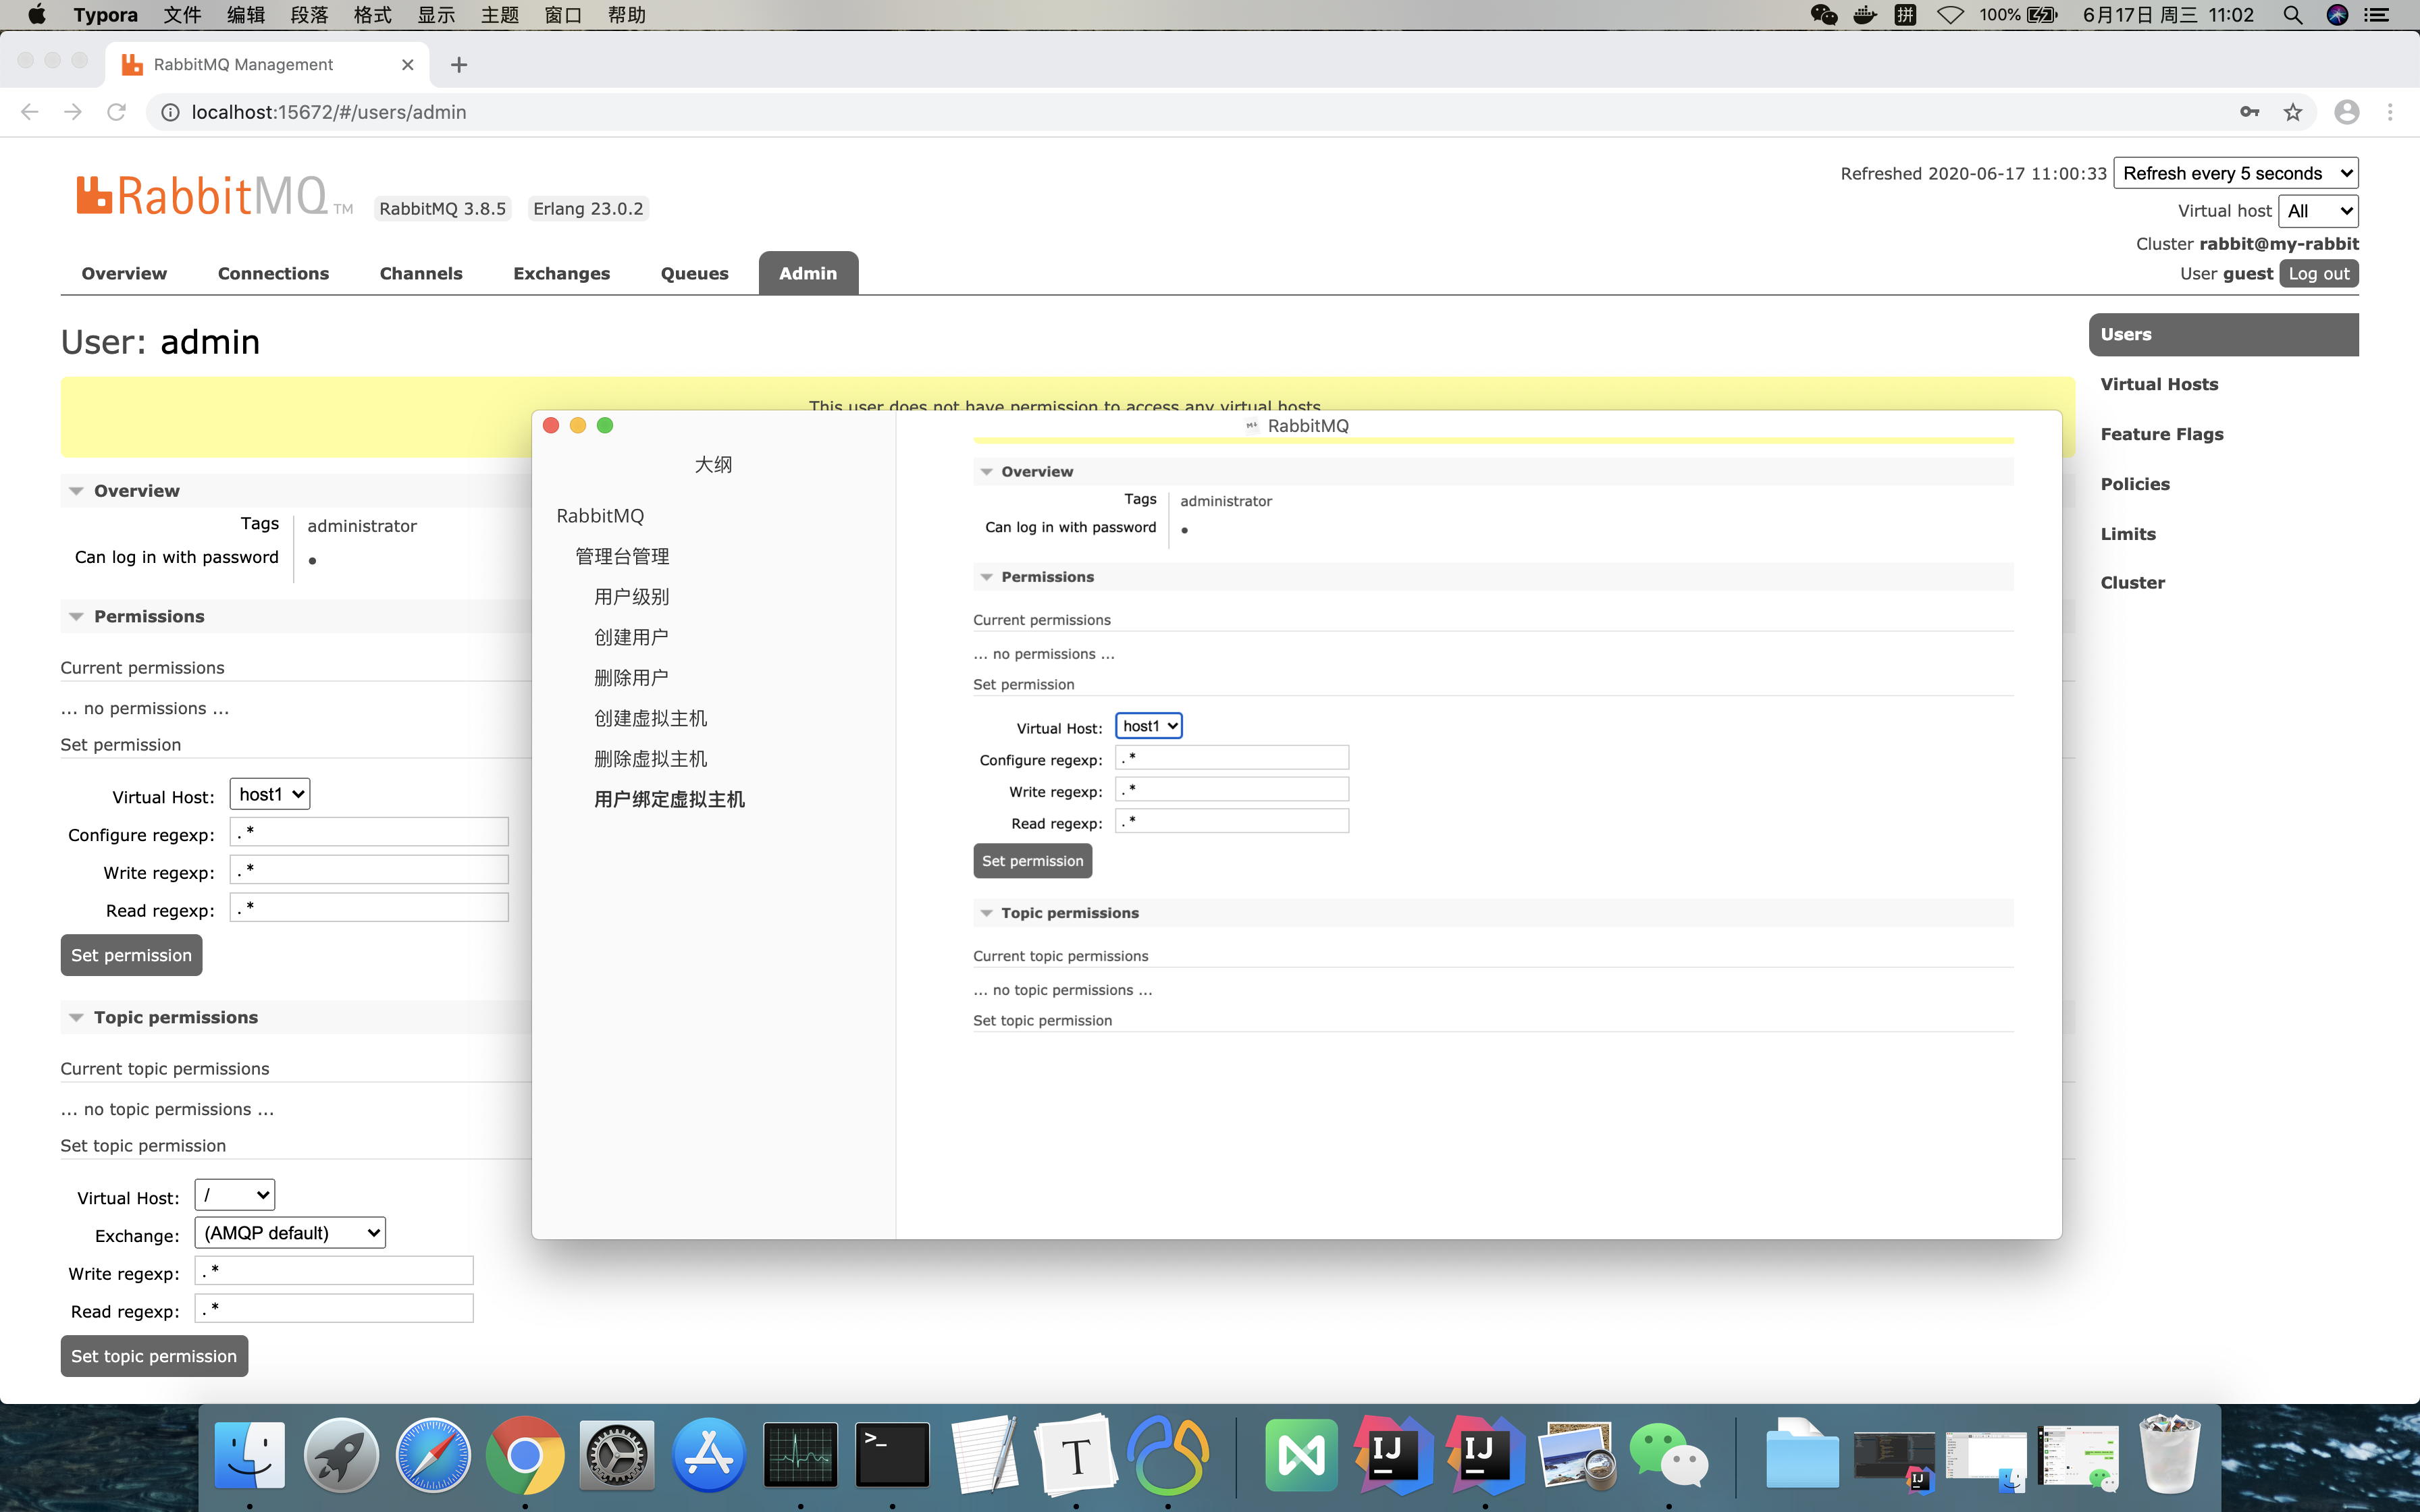 Typora 文件 编辑 段落 格式 显示 主题 窗口 帮助 拼 100% 6月17日 周三 11:02
RabbitMQ Management
localhost:15672/#/users/admin
RabbitMQ TM RabbitMQ 3.8.5 Erlang 23.0.2
Refreshed 2020-06-17 11:00:33 Refresh every 5 seconds
Virtual host All
Cluster rabbit@my-rabbit
User guest Log out
Overview Connections Channels Exchanges Queues Admin
User: admin
This user does not have permission to access any virtual hosts.
Overview
Tags administrator
Can log in with password •
Permissions
Current permissions
... no permissions ...
Set permission
Virtual Host: host1
Configure regexp: .*
Write regexp: .*
Read regexp: .*
Set permission
Topic permissions
Current topic permissions
... no topic permissions ...
Set topic permission
Virtual Host: /
Exchange: (AMQP default)
Write regexp: .*
Read regexp: .*
Set topic permission
Users
Virtual Hosts
Feature Flags
Policies
Limits
Cluster
RabbitMQ
大纲
RabbitMQ
管理台管理
用户级别
创建用户
删除用户
创建虚拟主机
删除虚拟主机
用户绑定虚拟主机
Overview
Tags administrator
Can log in with password •
Permissions
Current permissions
... no permissions ...
Set permission
Virtual Host: host1
Configure regexp: .*
Write regexp: .*
Read regexp: .*
Set permission
Topic permissions
Current topic permissions
... no topic permissions ...
Set topic permission
>_ T IJ IJ IJ